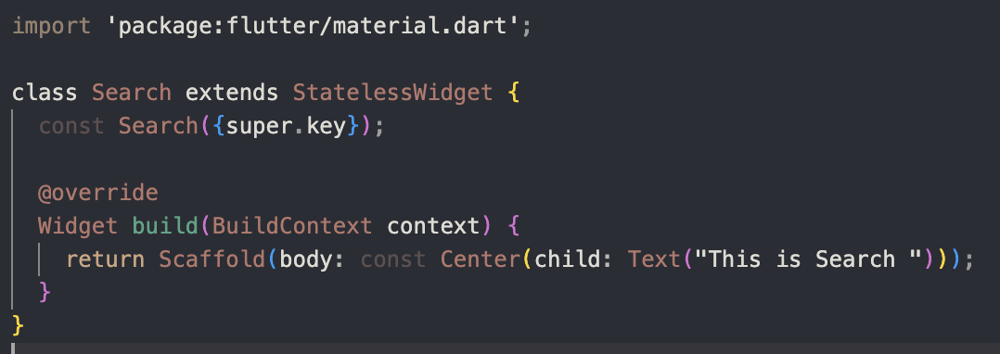 import 'package:flutter/material.dart';
class Search extends StatelessWidget {
const Search({super.key});
@override
Widget build(BuildContext context) {
return Scaffold(body: const Center(child: Text("This is Search ")));
}
}